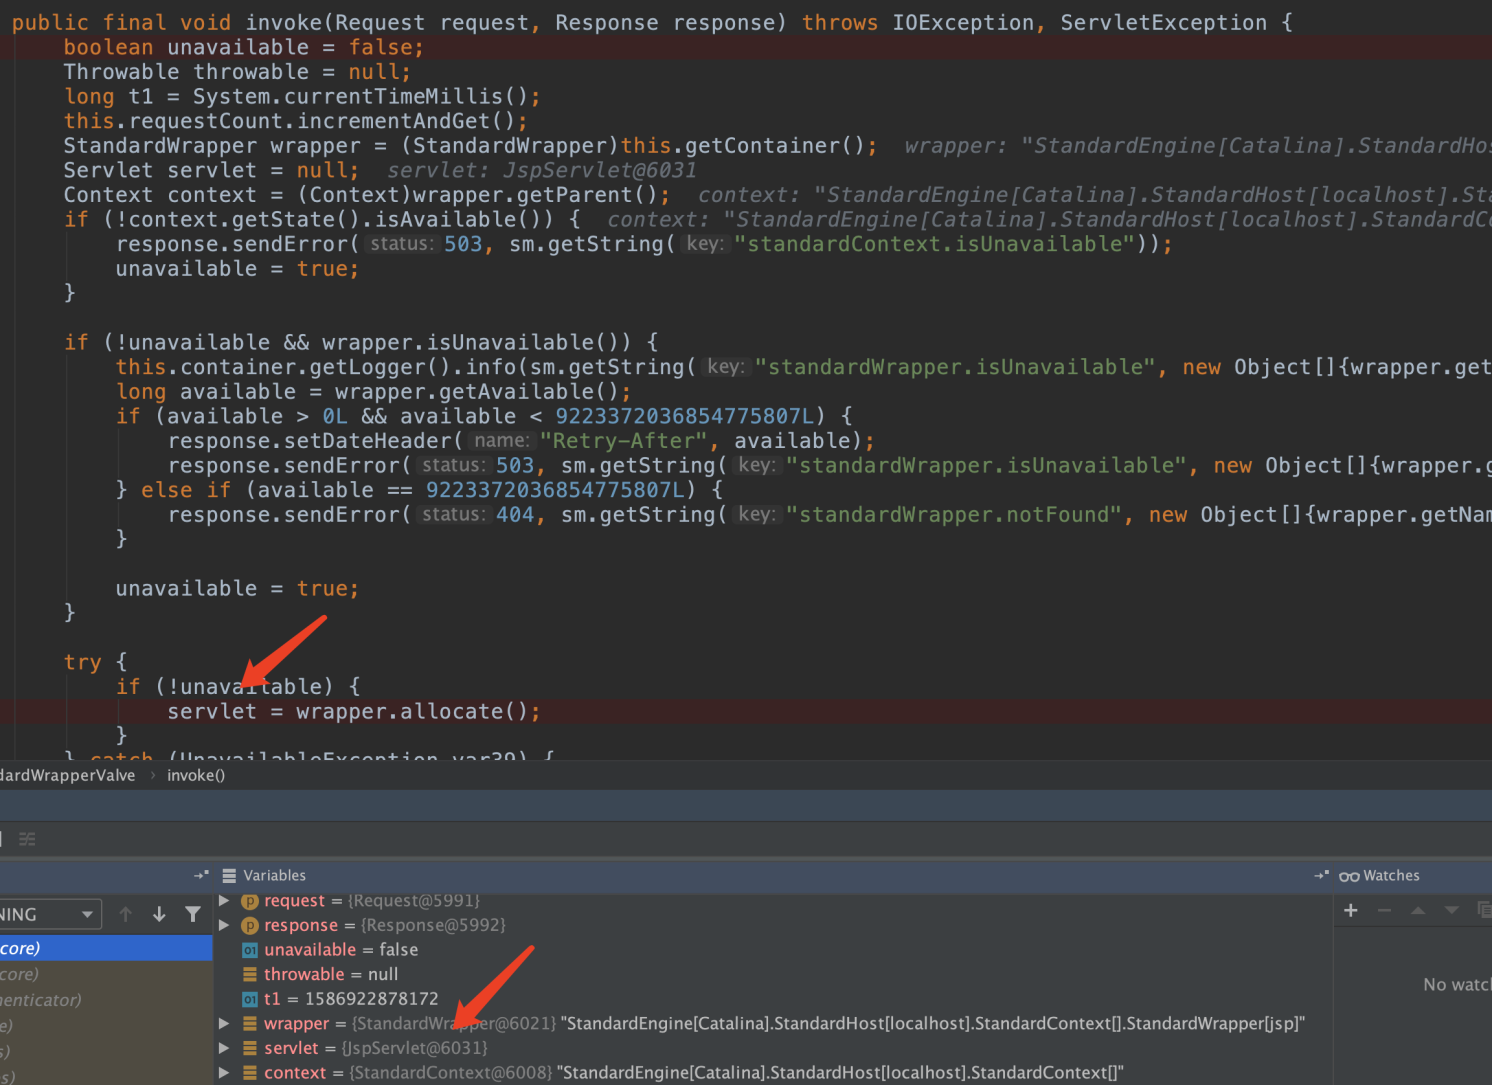 public final void invoke(Request request, Response response) throws IOException, ServletException {
boolean unavailable = false;
Throwable throwable = null;
long t1 = System.currentTimeMillis();
this.requestCount.incrementAndGet();
StandardWrapper wrapper = (StandardWrapper)this.getContainer(); wrapper: "StandardEngine[Catalina].StandardHos
Servlet servlet = null; servlet: JspServlet@6031
Context context = (Context)wrapper.getParent(); context: "StandardEngine[Catalina].StandardHost[localhost].Sta
if (!context.getState().isAvailable()) { context: "StandardEngine[Catalina].StandardHost[localhost].StandardCo
response.sendError( status: 503, sm.getString( key: "standardContext.isUnavailable"));
unavailable = true;
}
if (!unavailable && wrapper.isUnavailable()) {
this.container.getLogger().info(sm.getString( key: "standardWrapper.isUnavailable", new Object[]{wrapper.get
long available = wrapper.getAvailable();
if (available > 0L && available < 9223372036854775807L) {
response.setDateHeader( name: "Retry-After", available);
response.sendError( status: 503, sm.getString( key: "standardWrapper.isUnavailable", new Object[]{wrapper.g
} else if (available == 9223372036854775807L) {
response.sendError( status: 404, sm.getString( key: "standardWrapper.notFound", new Object[]{wrapper.getNam
}
unavailable = true;
}
try {
if (!unavailable) {
servlet = wrapper.allocate();
}
} catch (UnavailableException var39) {
dardWrapperValve › invoke()
Variables
Watches
NING
request = {Request@5991}
core)
response = {Response@5992}
unavailable = false
core)
throwable = null
nenticator)
t1 = 1586922878172
No watc
e)
wrapper = {StandardWrapper@6021} "StandardEngine[Catalina].StandardHost[localhost].StandardContext[].StandardWrapper[jsp]"
s)
servlet = {JspServlet@6031}
es)
context = {StandardContext@6008} "StandardEngine[Catalina].StandardHost[localhost].StandardContext[]"